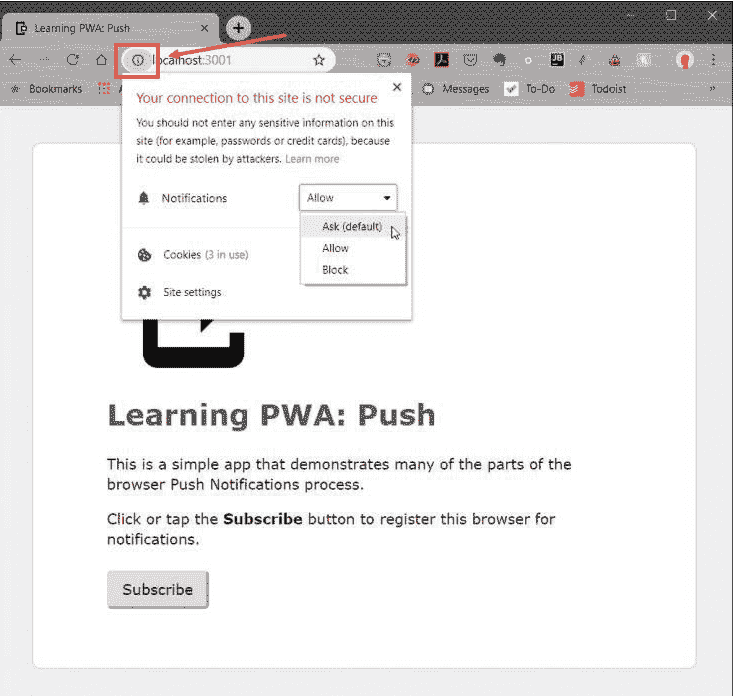 Learning PWA: Push
localhost:3001
Bookmarks
Messages
To-Do
Todoist
»
Your connection to this site is not secure
You should not enter any sensitive information on this
site (for example, passwords or credit cards), because
it could be stolen by attackers. Learn more
Notifications
Allow
Ask (default)
Allow
Block
Cookies (3 in use)
Site settings
Learning PWA: Push
This is a simple app that demonstrates many of the parts of the
browser Push Notifications process.
Click or tap the Subscribe button to register this browser for
notifications.
Subscribe